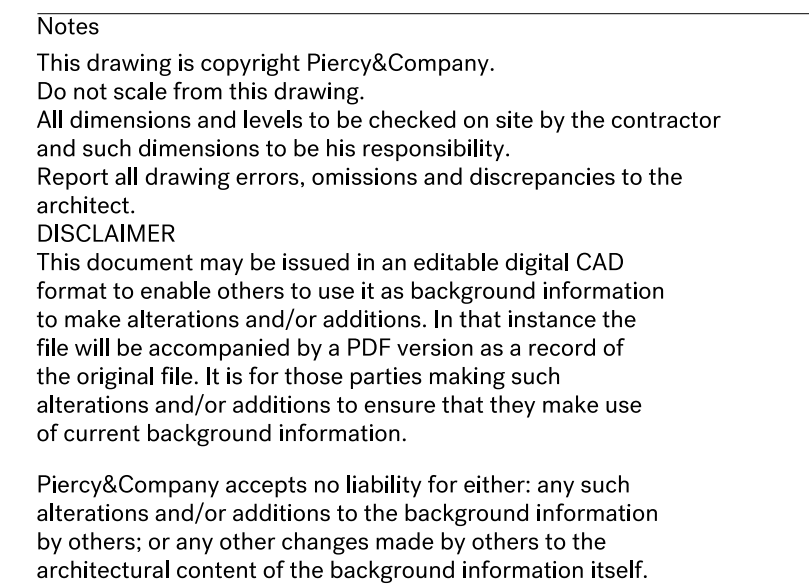 Notes
This drawing is copyright Piercy&Company.
Do not scale from this drawing.
All dimensions and levels to be checked on site by the contractor
and such dimensions to be his responsibility.
Report all drawing errors, omissions and discrepancies to the
architect.
DISCLAIMER
This document may be issued in an editable digital CAD
format to enable others to use it as background information
to make alterations and/or additions. In that instance the
file will be accompanied by a PDF version as a record of
the original file. It is for those parties making such
alterations and/or additions to ensure that they make use
of current background information.
Piercy&Company accepts no liability for either: any such
alterations and/or additions to the background information
by others; or any other changes made by others to the
architectural content of the background information itself.